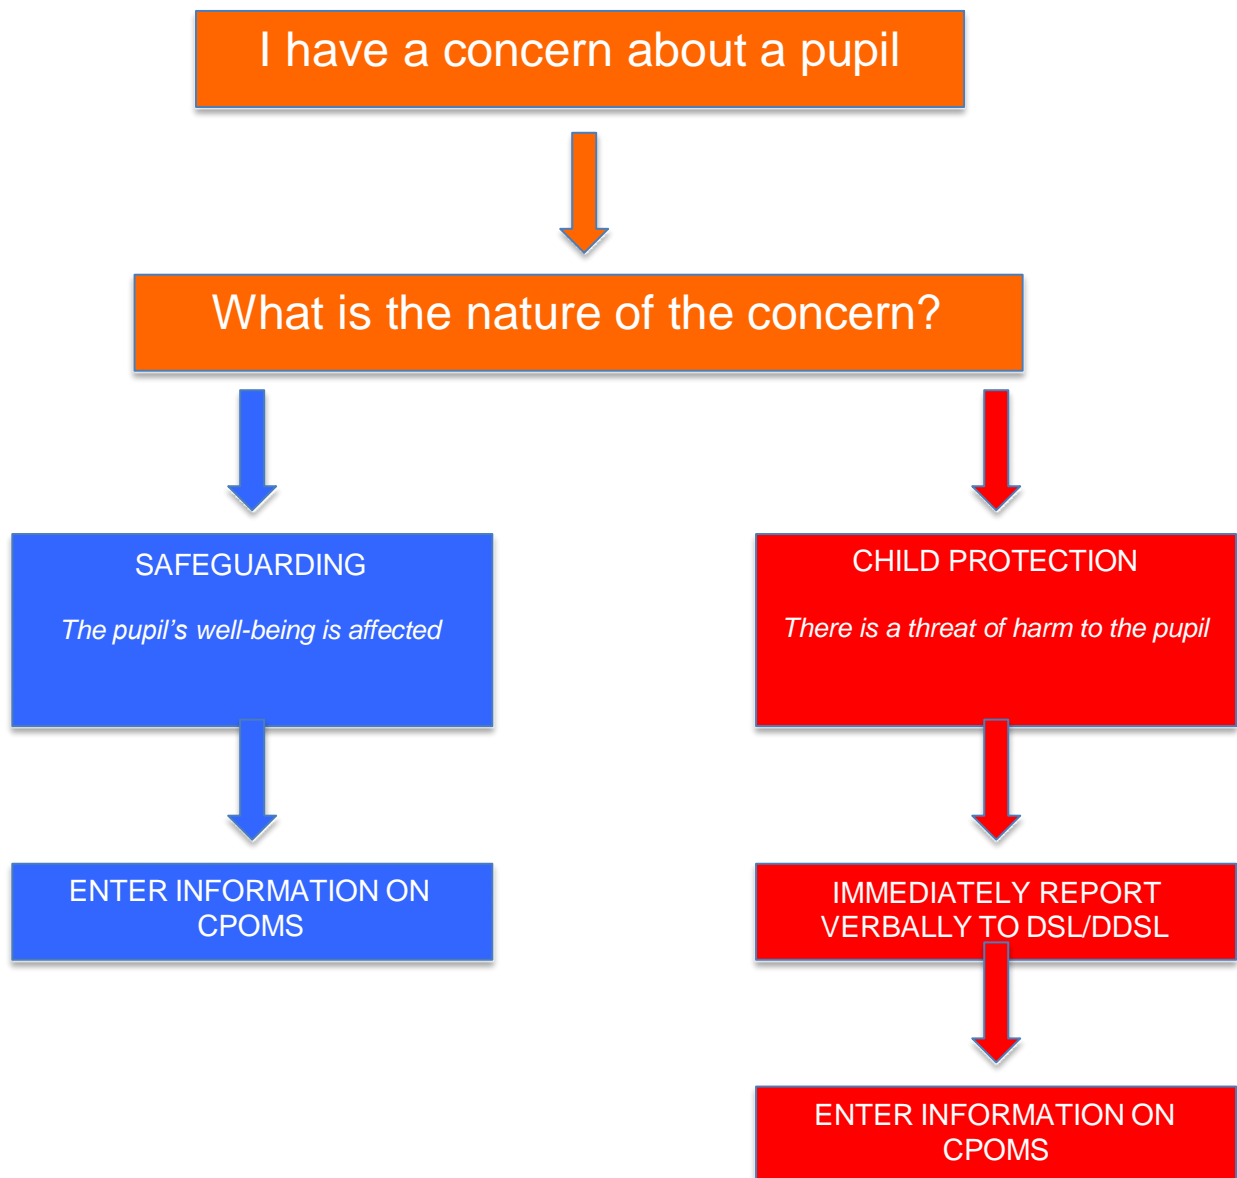 I have a concern about a pupil
What is the nature of the concern?
SAFEGUARDING
The pupil’s well-being is affected
CHILD PROTECTION
There is a threat of harm to the pupil
ENTER INFORMATION ON
CPOMS
IMMEDIATELY REPORT
VERBALLY TO DSL/DDSL
ENTER INFORMATION ON
CPOMS